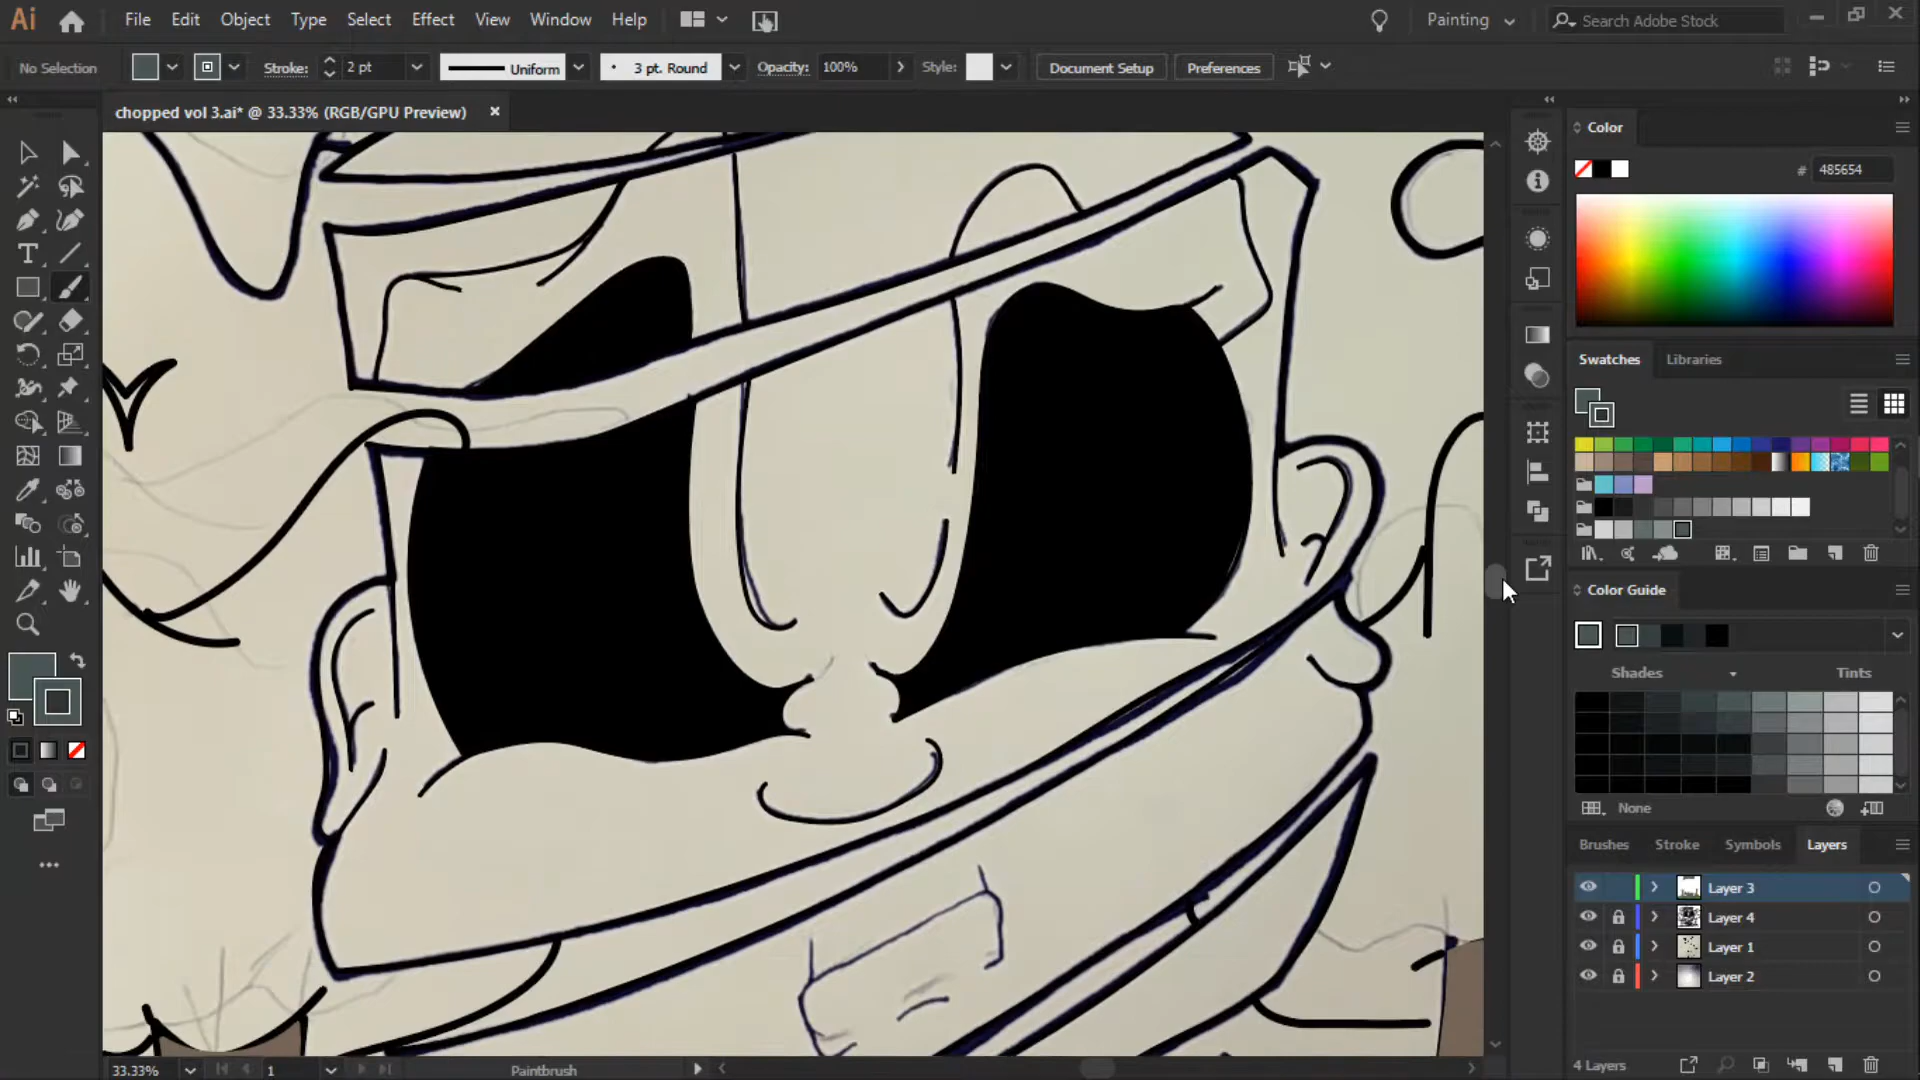 Ai File Edit Object Type Select Effect View Window Help Painting Search Adobe Stock
No Selection Stroke: 2 pt Uniform 3 pt. Round Opacity: 100% Style: Document Setup Preferences
chopped vol 3.ai* @ 33.33% (RGB/GPU Preview)
Color
# 485654
Swatches Libraries
Color Guide
Shades Tints
None
Brushes Stroke Symbols Layers
Layer 3
Layer 4
Layer 1
Layer 2
4 Layers
33.33% 1 Paintbrush